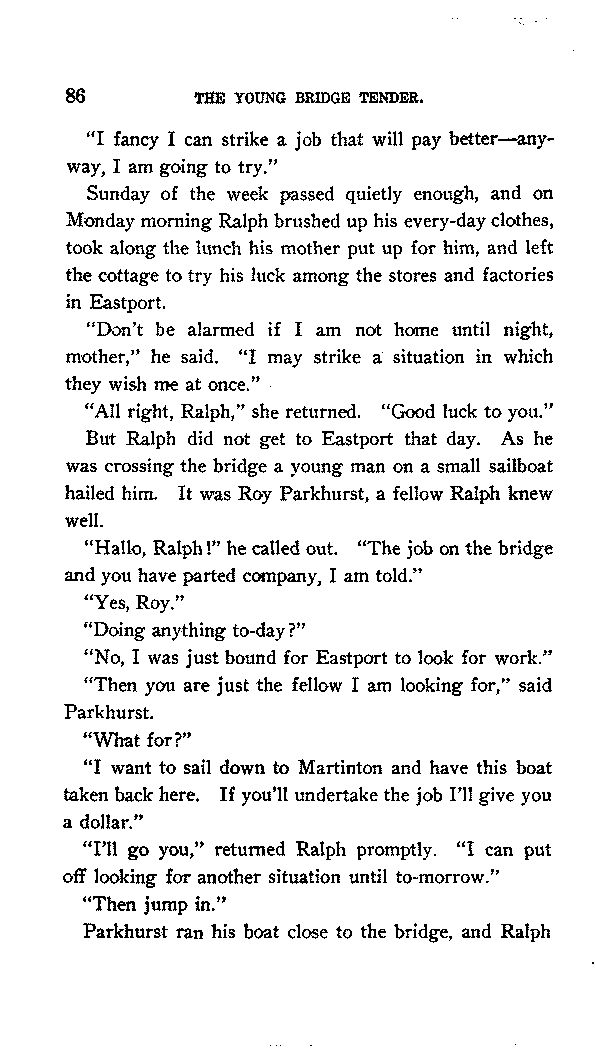 86 THE YOUNG BRIDGE TENDER.
"I fancy I can strike a job that will pay better—any-
way, I am going to try."
Sunday of the week passed quietly enough, and on
Monday morning Ralph brushed up his every-day clothes,
took along the lunch his mother put up for him, and left
the cottage to try his luck among the stores and factories
in Eastport.
"Don't be alarmed if I am not home until night,
mother," he said. "I may strike a situation in which
they wish me at once."
"All right, Ralph," she returned. "Good luck to you."
But Ralph did not get to Eastport that day. As he
was crossing the bridge a young man on a small sailboat
hailed him. It was Roy Parkhurst, a fellow Ralph knew
well.
"Hallo, Ralph!" he called out. "The job on the bridge
and you have parted company, I am told."
"Yes, Roy."
"Doing anything to-day?"
"No, I was just bound for Eastport to look for work."
"Then you are just the fellow I am looking for," said
Parkhurst.
"What for?"
"I want to sail down to Martinton and have this boat
taken back here. If you'll undertake the job I'll give you
a dollar."
"I'll go you," returned Ralph promptly. "I can put
off looking for another situation until to-morrow."
"Then jump in."
Parkhurst ran his boat close to the bridge, and Ralph